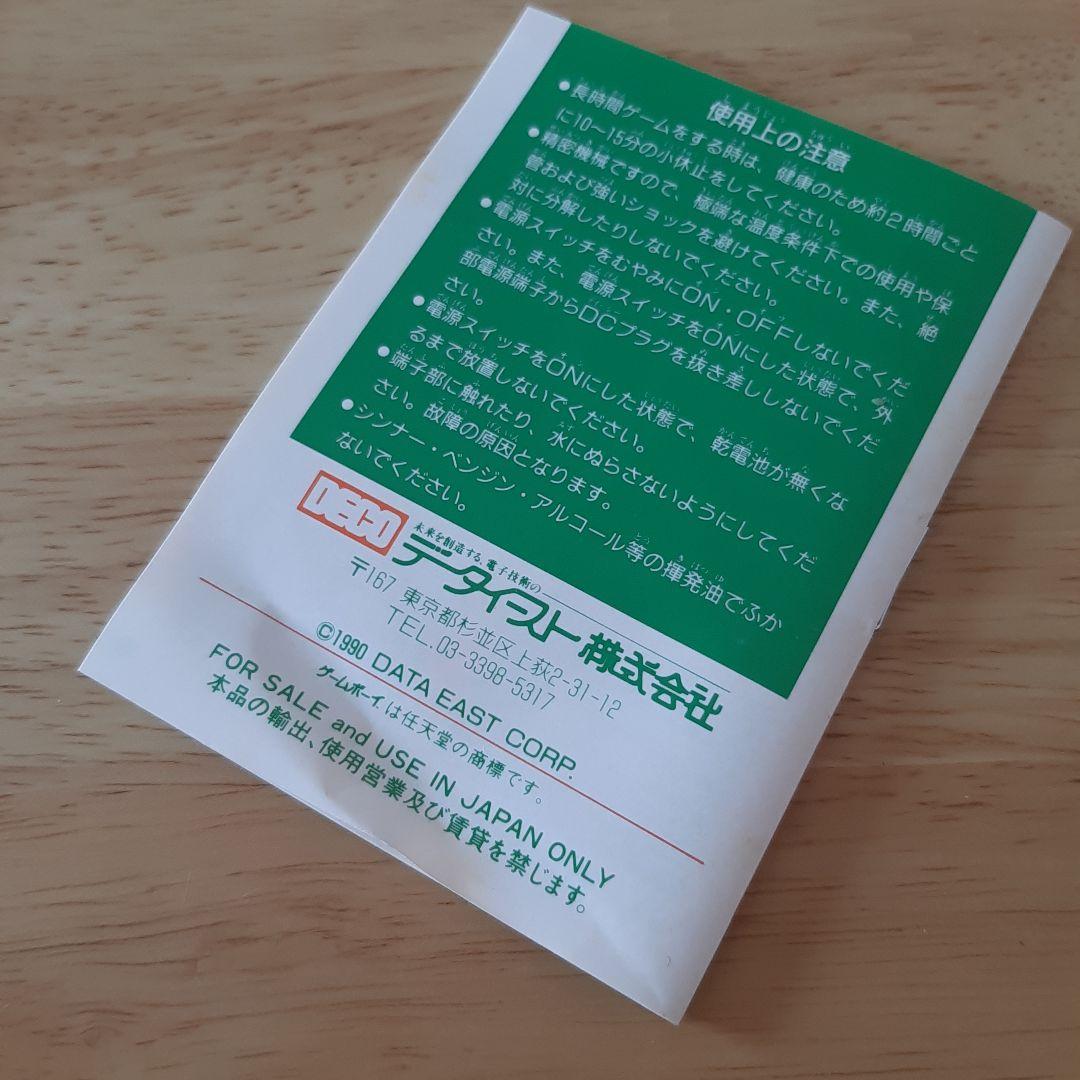 使用上の注意
●長時間ゲームをする時は、健康のため約2時間ごと
に10〜15分の小休止をしてください。
●精密機械ですので、極端な温度条件下での使用や保
管および強いショックを避けてください。また、絶
対に分解したりしないでください。
●電源スイッチをむやみにON・OFFしないでくだ
さい。また、電源スイッチをONにした状態で、外
部電源端子からDCプラグを抜き差ししないでくだ
さい。
●電源スイッチをONにした状態で、乾電池が無くな
るまで放置しないでください。
●端子部に触れたり、水にぬらさないようにしてくだ
さい。故障の原因となります。
●シンナー・ベンジン・アルコール等の揮発油でふか
ないでください。
DECO
未来を創造する、電子技術の
データイースト株式会社
〒167 東京都杉並区上荻2-31-12
TEL.03-3398-5317
©1990 DATA EAST CORP.
ゲームボーイは任天堂の商標です。
FOR SALE and USE IN JAPAN ONLY
本品の輸出、使用営業及び賃貸を禁じます。